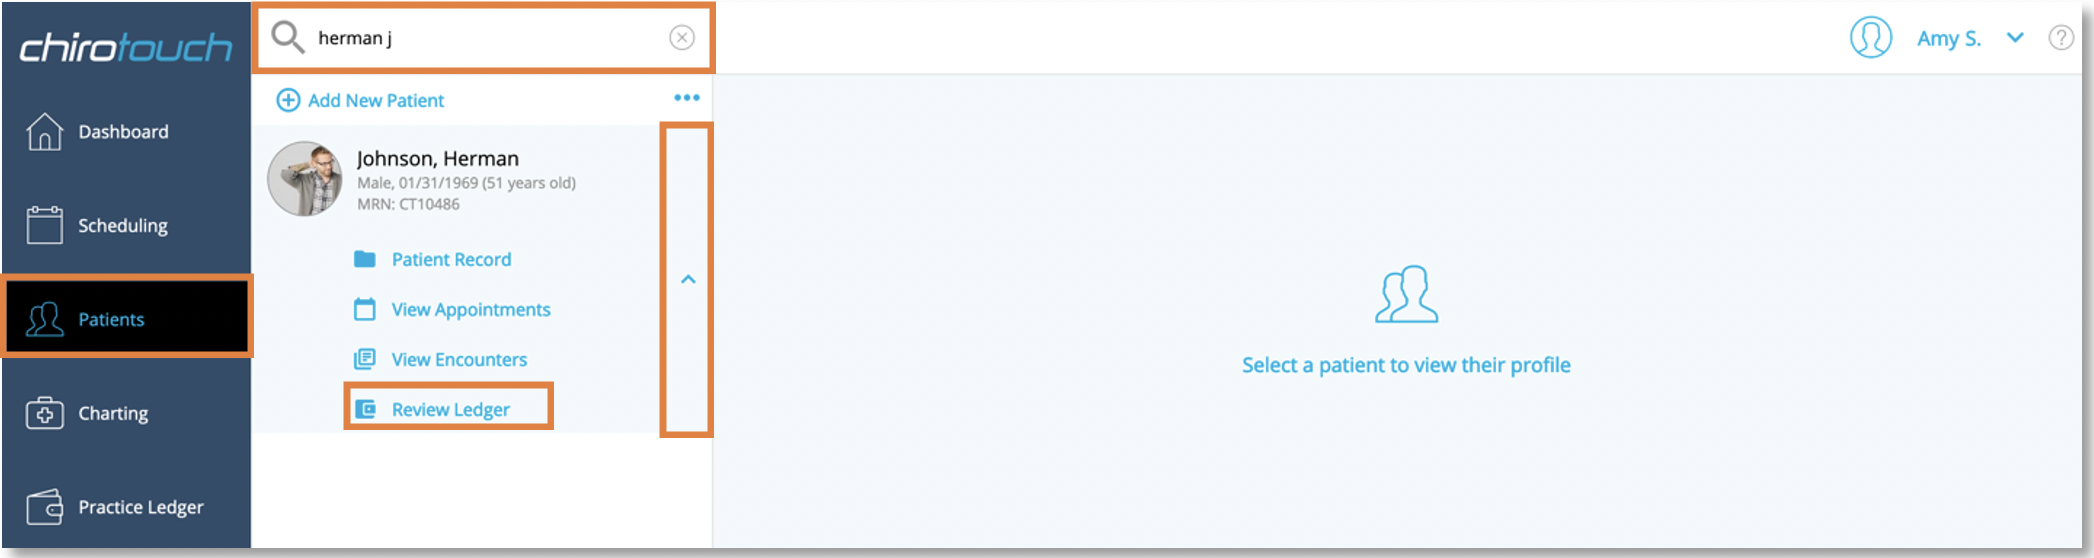 chirotouch
Dashboard
Scheduling
Patients
Charting
Practice Ledger
herman j
Add New Patient
Johnson, Herman
Male, 01/31/1969 (51 years old)
MRN: CT10486
Patient Record
View Appointments
View Encounters
Review Ledger
Amy S.
?
Select a patient to view their profile